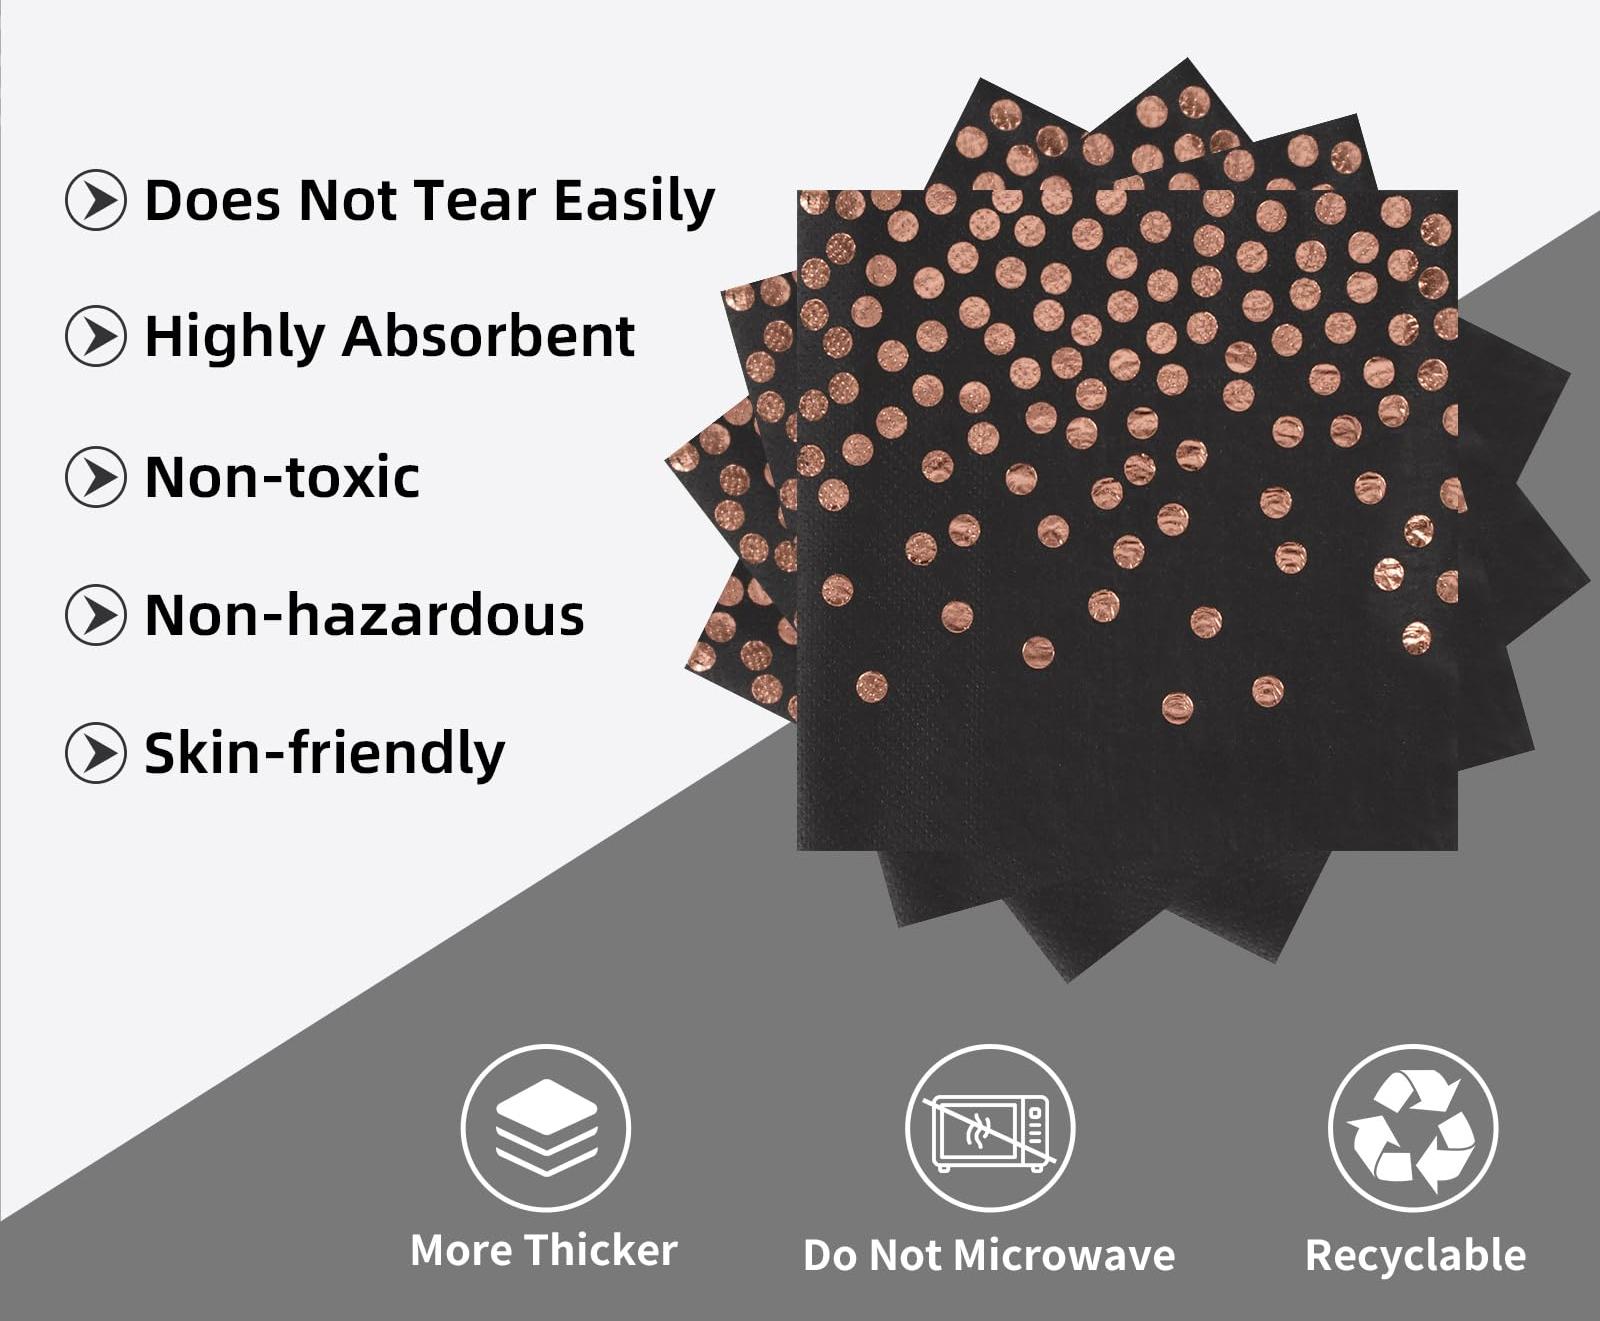 Does Not Tear Easily
Highly Absorbent
Non-toxic
Non-hazardous
Skin-friendly
More Thicker
Do Not Microwave
Recyclable